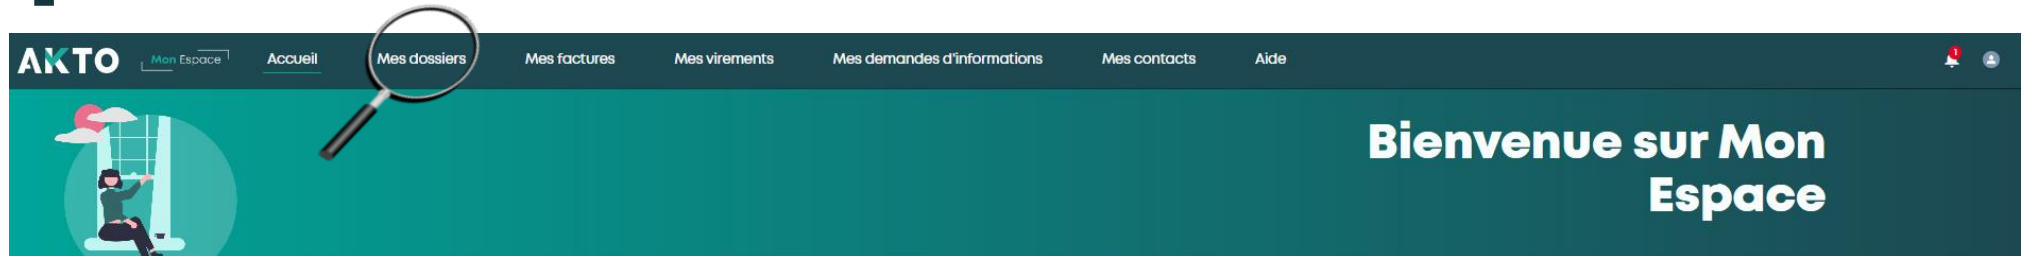 AKTO Mon Espace Accueil Mes dossiers Mes factures Mes virements Mes demandes d'informations Mes contacts Aide 1
Bienvenue sur Mon
Espace